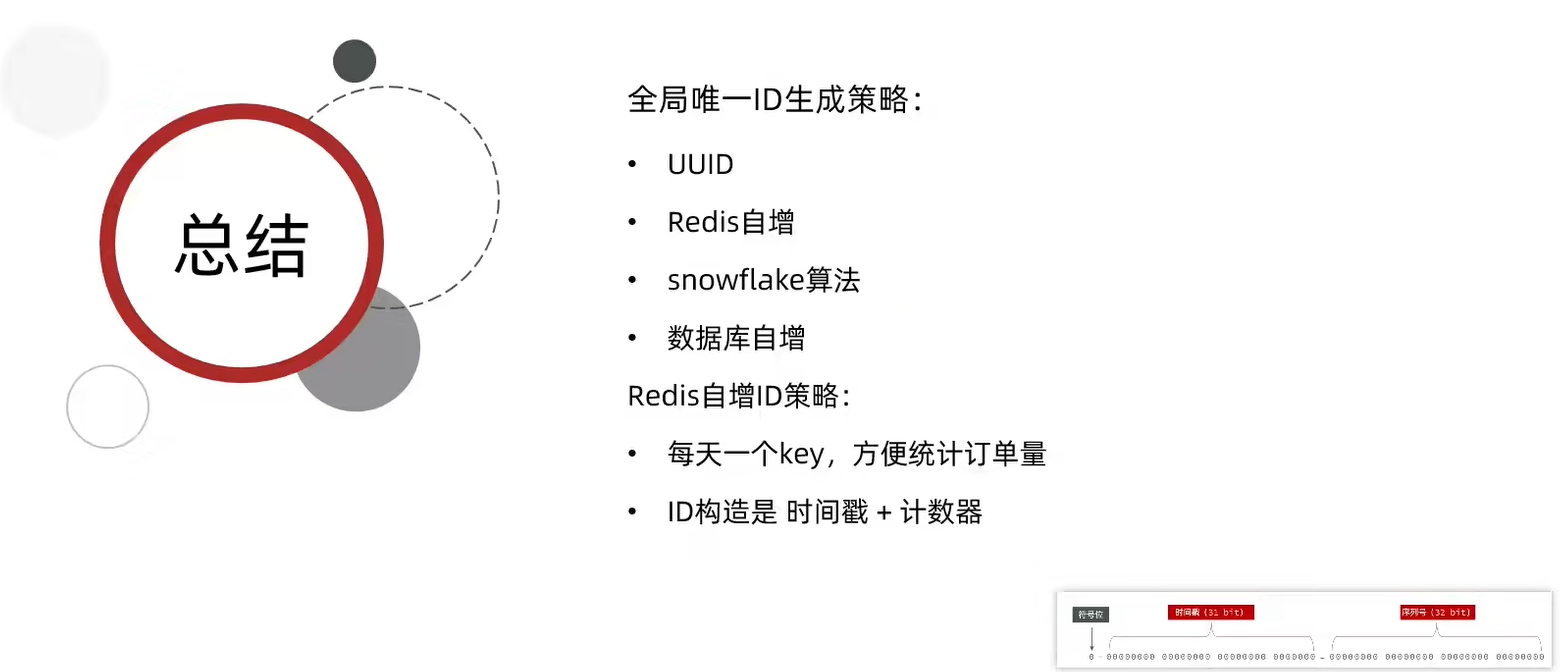 总结
全局唯一ID生成策略：
• UUID
• Redis自增
• snowflake算法
• 数据库自增
Redis自增ID策略：
• 每天一个key，方便统计订单量
• ID构造是 时间戳 + 计数器
符号位 时间戳（31 bit） 序列号（32 bit）
0 - 00000000 00000000 00000000 0000000 - 00000000 00000000 00000000 00000000